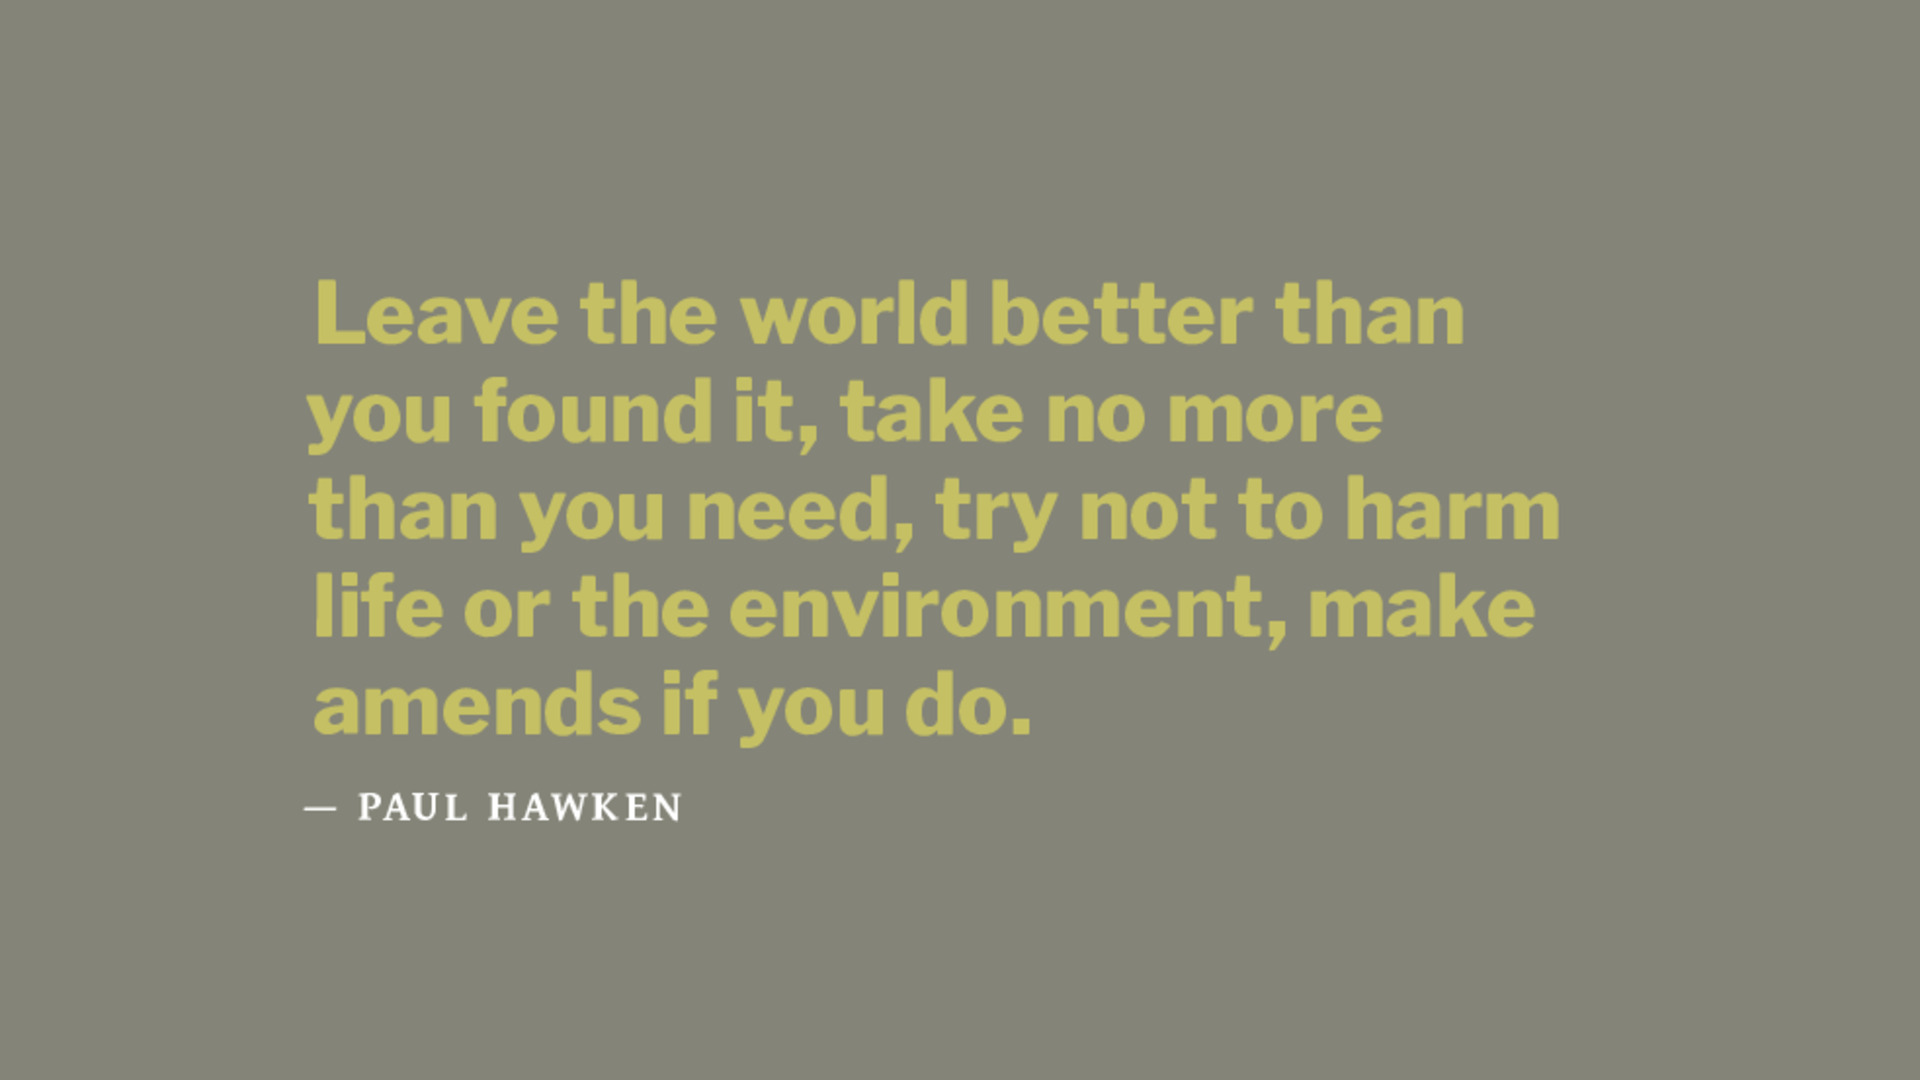 Leave the world better than
you found it, take no more
than you need, try not to harm
life or the environment, make
amends if you do.
— PAUL HAWKEN